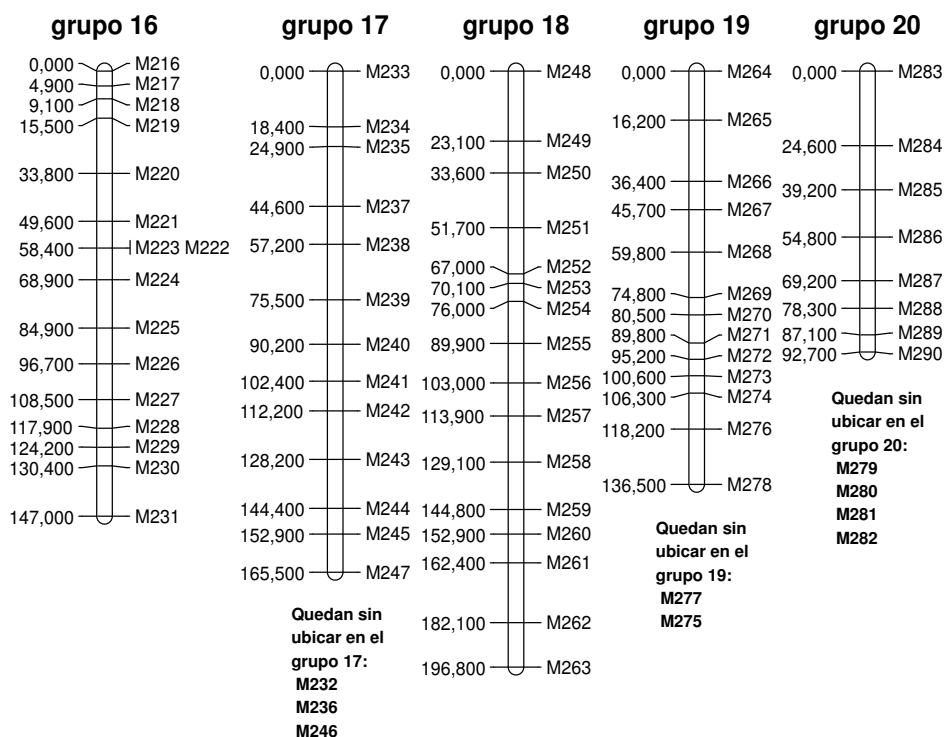 grupo 16
0,000 M216
4,900 M217
9,100 M218
15,500 M219
33,800 M220
49,600 M221
58,400 M223 M222
68,900 M224
84,900 M225
96,700 M226
108,500 M227
117,900 M228
124,200 M229
130,400 M230
147,000 M231
grupo 17
0,000 M233
18,400 M234
24,900 M235
44,600 M237
57,200 M238
75,500 M239
90,200 M240
102,400 M241
112,200 M242
128,200 M243
144,400 M244
152,900 M245
165,500 M247
Quedan sin
ubicar en el
grupo 17:
M232
M236
M246
grupo 18
0,000 M248
23,100 M249
33,600 M250
51,700 M251
67,000 M252
70,100 M253
76,000 M254
89,900 M255
103,000 M256
113,900 M257
129,100 M258
144,800 M259
152,900 M260
162,400 M261
182,100 M262
196,800 M263
grupo 19
0,000 M264
16,200 M265
36,400 M266
45,700 M267
59,800 M268
74,800 M269
80,500 M270
89,800 M271
95,200 M272
100,600 M273
106,300 M274
118,200 M276
136,500 M278
Quedan sin
ubicar en el
grupo 19:
M277
M275
grupo 20
0,000 M283
24,600 M284
39,200 M285
54,800 M286
69,200 M287
78,300 M288
87,100 M289
92,700 M290
Quedan sin
ubicar en el
grupo 20:
M279
M280
M281
M282